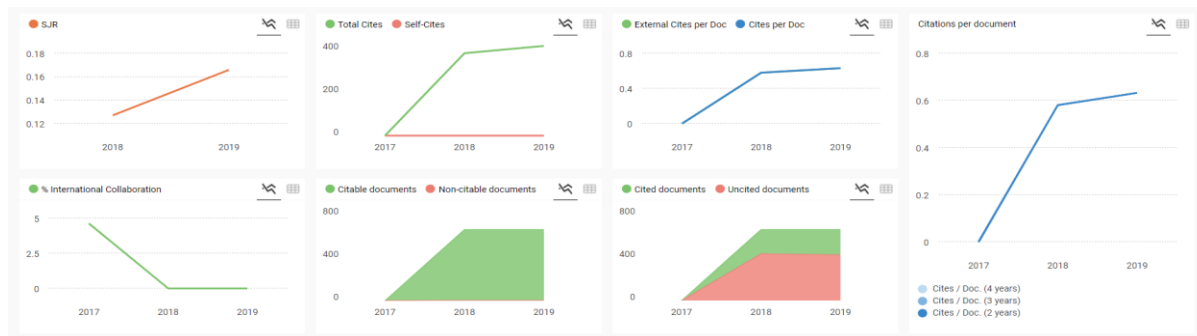 SJR
0.18
0.16
0.14
0.12
2018 2019
Total Cites Self-Cites
400
200
0
2017 2018 2019
External Cites per Doc Cites per Doc
0.8
0.4
0
2017 2018 2019
Citations per document
0.8
0.6
0.4
0.2
0
2017 2018 2019
Cites / Doc. (4 years)
Cites / Doc. (3 years)
Cites / Doc. (2 years)
% International Collaboration
5
2.5
0
2017 2018 2019
Citable documents Non-citable documents
800
400
0
2017 2018 2019
Cited documents Uncited documents
800
400
0
2017 2018 2019